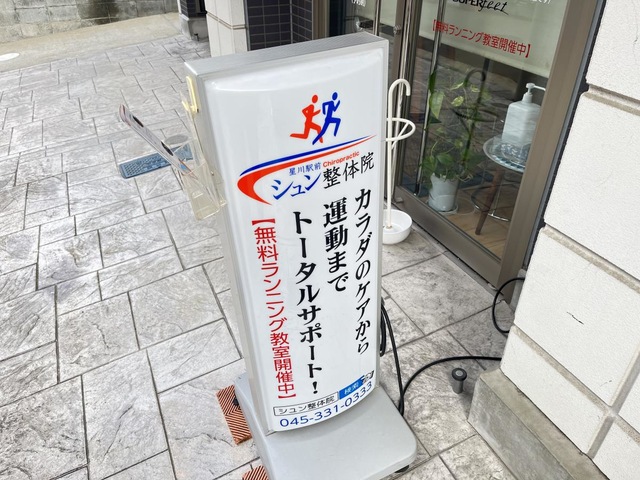 SUPERfeet
【無料ランニング教室開催中】
星川駅前 Chiropractic
シュン整体院
カラダのケアから
運動まで
トータルサポート!
【無料ランニング教室開催中】
シュン整体院 検索
045-331-0333